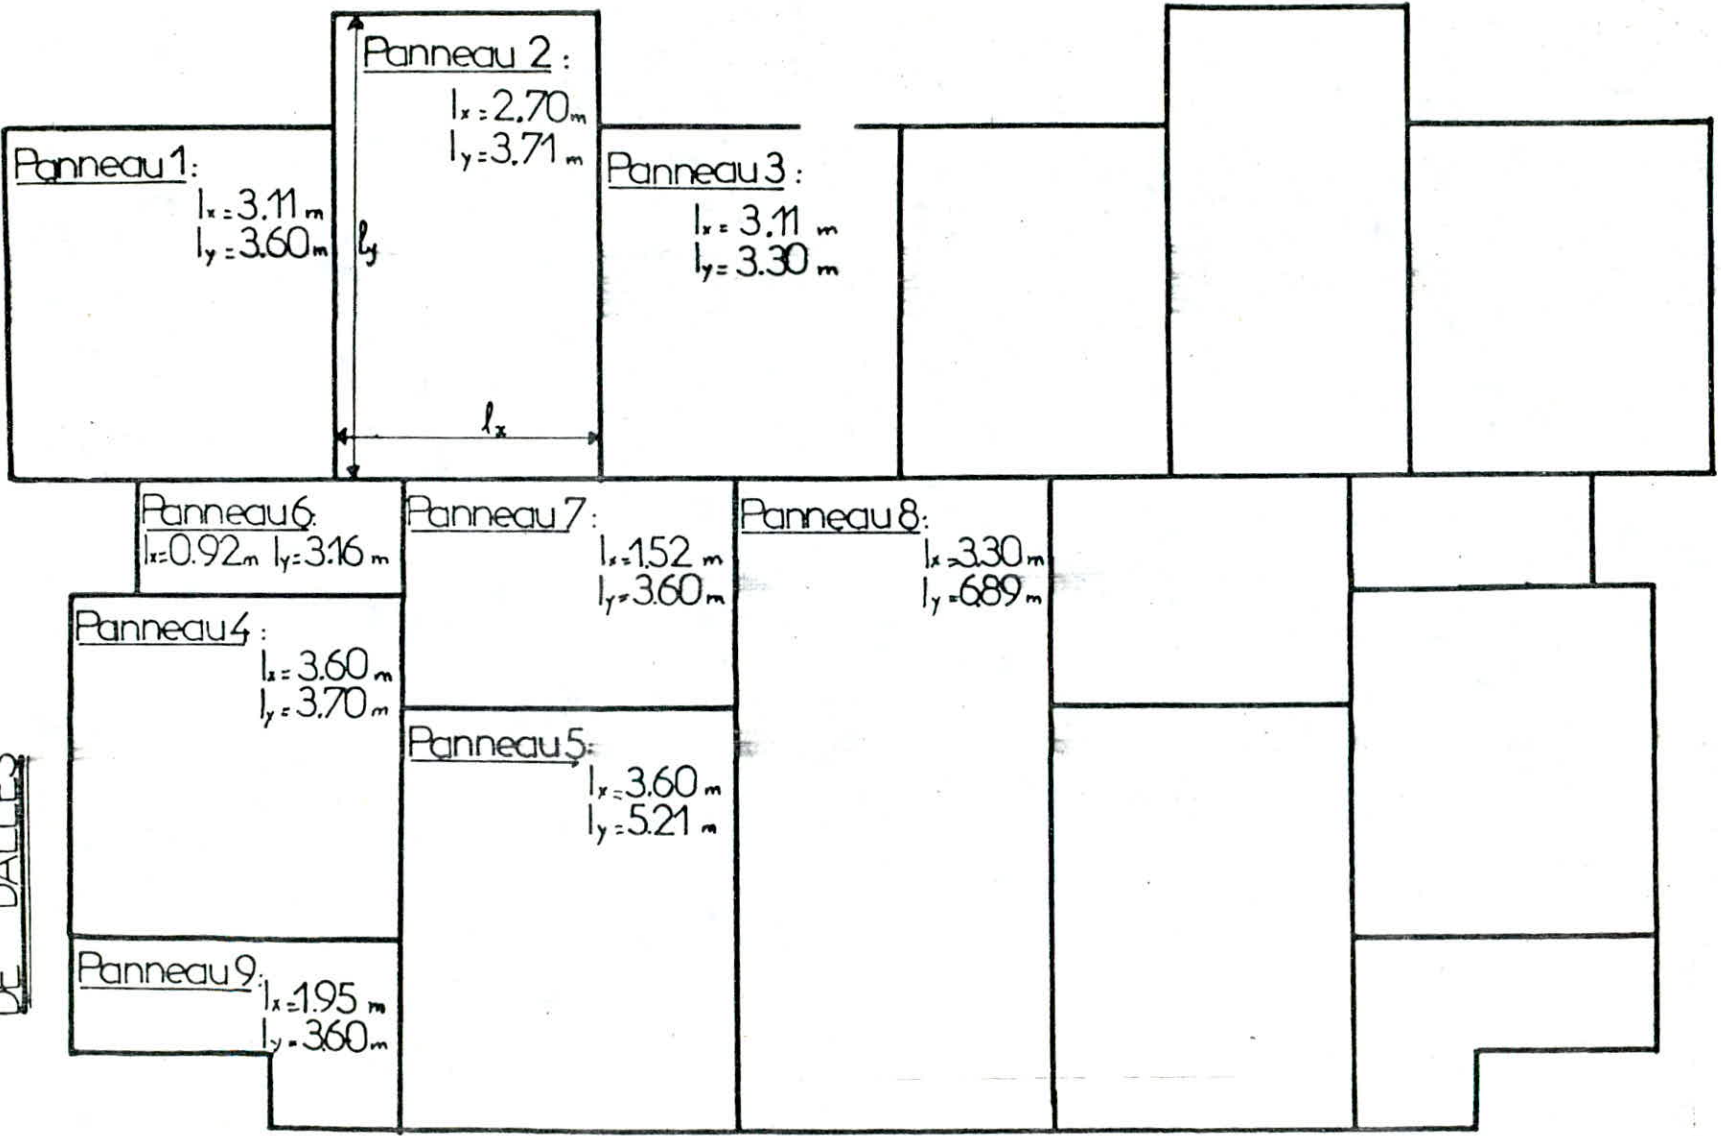 Panneau 2 :
lx = 2.70 m
ly = 3.71 m
Panneau 1 :
lx = 3.11 m
ly = 3.60 m
Panneau 3 :
lx = 3.11 m
ly = 3.30 m
ly
lx
Panneau 6 :
lx = 0.92 m ly = 3.16 m
Panneau 7 :
lx = 1.52 m
ly = 3.60 m
Panneau 8 :
lx = 3.30 m
ly = 6.89 m
Panneau 4 :
lx = 3.60 m
ly = 3.70 m
Panneau 5 :
lx = 3.60 m
ly = 5.21 m
Panneau 9 :
lx = 1.95 m
ly = 3.60 m
DE DALLES